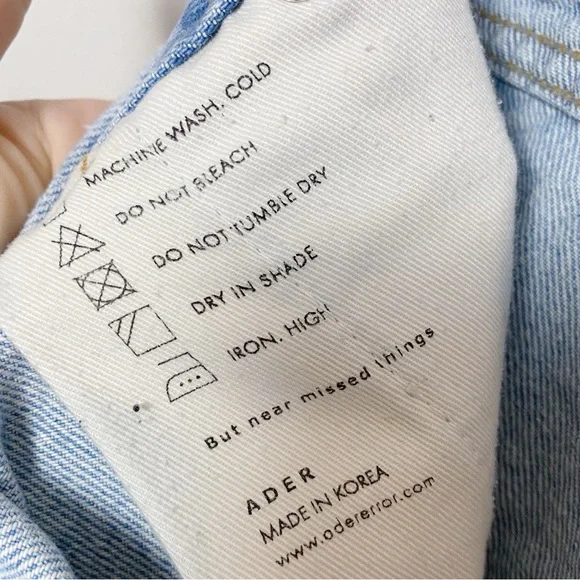 MACHINE WASH, COLD
DO NOT BLEACH
DO NOT TUMBLE DRY
DRY IN SHADE
IRON, HIGH
But near missed things
ADER
MADE IN KOREA
www.adererror.com